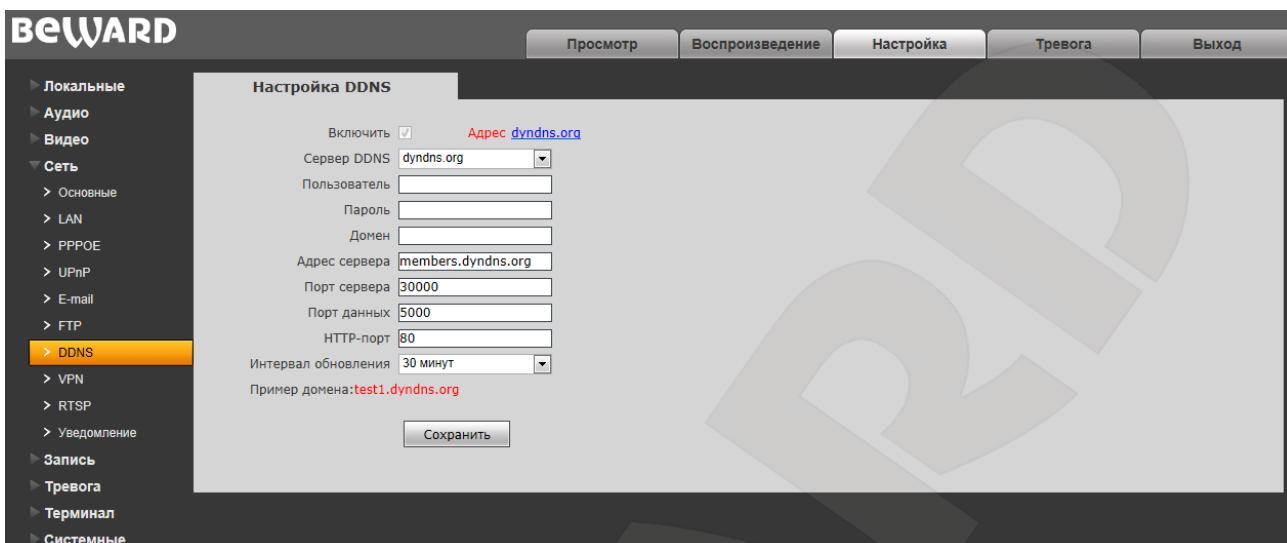 BEWARD
Просмотр Воспроизведение Настройка Тревога Выход
Локальные
Аудио
Видео
Сеть
Основные
LAN
PPPOE
UPnP
E-mail
FTP
DDNS
VPN
RTSP
Уведомление
Запись
Тревога
Терминал
Системные
Настройка DDNS
Включить Адрес dyndns.org
Сервер DDNS dyndns.org
Пользователь
Пароль
Домен
Адрес сервера members.dyndns.org
Порт сервера 30000
Порт данных 5000
HTTP-порт 80
Интервал обновления 30 минут
Пример домена:test1.dyndns.org
Сохранить